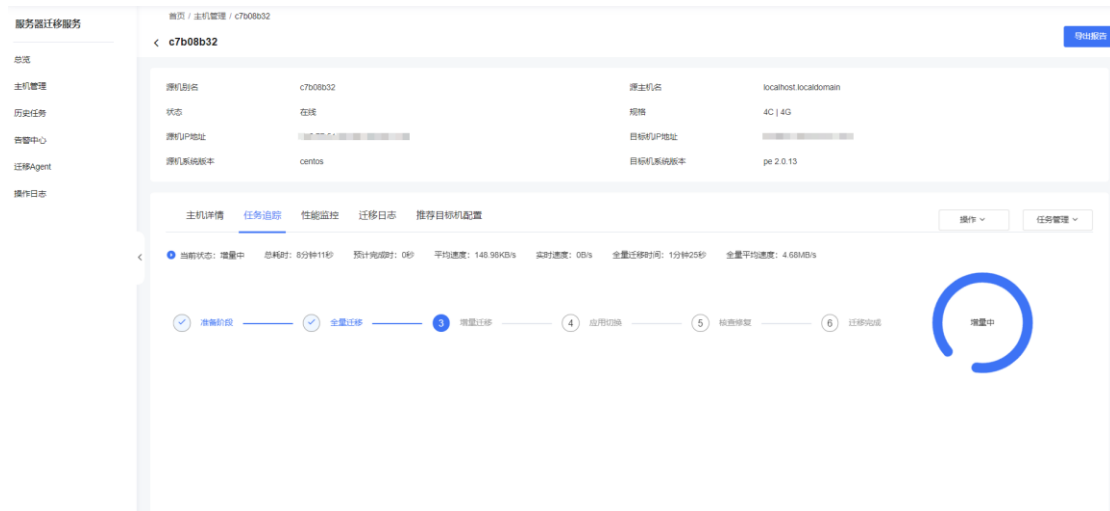 服务器迁移服务
总览
主机管理
历史任务
告警中心
迁移Agent
操作日志
首页 / 主机管理 / c7b08b32
c7b08b32
导出报告
源机别名 c7b08b32 源主机名 localhost.localdomain
状态 在线 规格 4C | 4G
源机IP地址 目标机IP地址
源机系统版本 centos 目标机系统版本 pe 2.0.13
主机详情 任务追踪 性能监控 迁移日志 推荐目标机配置 操作 任务管理
当前状态：增量中 总耗时：8分钟11秒 预计完成时：0秒 平均速度：148.98KB/s 实时速度：0B/s 全量迁移时间：1分钟25秒 全量平均速度：4.68MB/s
准备阶段 全量迁移 3 增量迁移 4 应用切换 5 核查修复 6 迁移完成 增量中